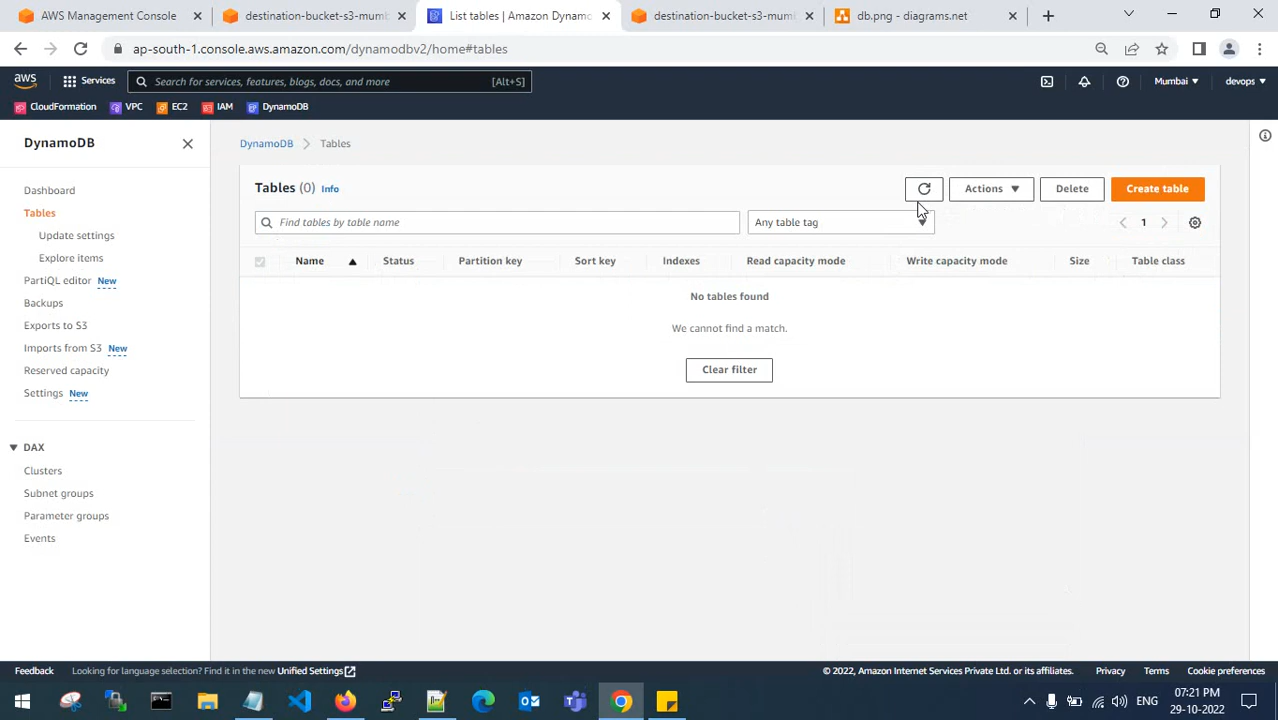 AWS Management Console
destination-bucket-s3-mumb
List tables | Amazon Dynamo
destination-bucket-s3-mumb
db.png - diagrams.net
ap-south-1.console.aws.amazon.com/dynamodbv2/home#tables
aws
Services
Search for services, features, blogs, docs, and more
[Alt+S]
Mumbai
devops
CloudFormation
VPC
EC2
IAM
DynamoDB
DynamoDB
Dashboard
Tables
Update settings
Explore items
PartiQL editor New
Backups
Exports to S3
Imports from S3 New
Reserved capacity
Settings New
DAX
Clusters
Subnet groups
Parameter groups
Events
DynamoDB
Tables
Tables (0) Info
Actions
Delete
Create table
Find tables by table name
Any table tag
1
Name
Status
Partition key
Sort key
Indexes
Read capacity mode
Write capacity mode
Size
Table class
No tables found
We cannot find a match.
Clear filter
Feedback
Looking for language selection? Find it in the new Unified Settings
© 2022, Amazon Internet Services Private Ltd. or its affiliates.
Privacy
Terms
Cookie preferences
ENG
07:21 PM
29-10-2022